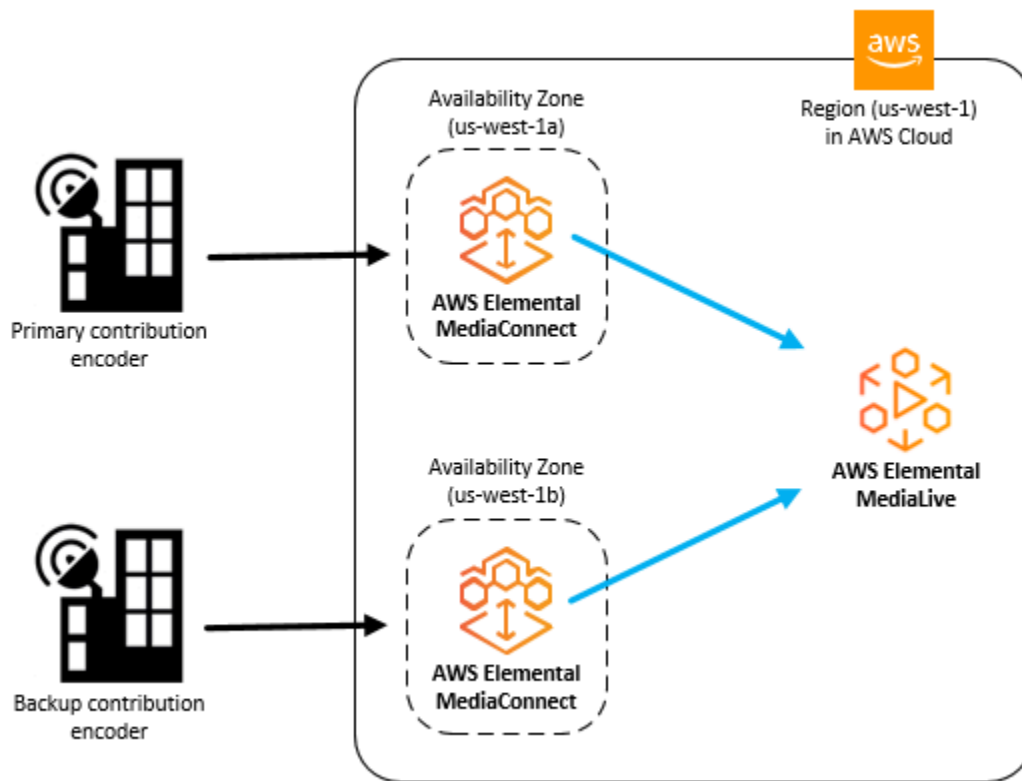 aws
Region (us-west-1)
in AWS Cloud
Availability Zone
(us-west-1a)
AWS Elemental
MediaConnect
Primary contribution
encoder
AWS Elemental
MediaLive
Availability Zone
(us-west-1b)
AWS Elemental
MediaConnect
Backup contribution
encoder